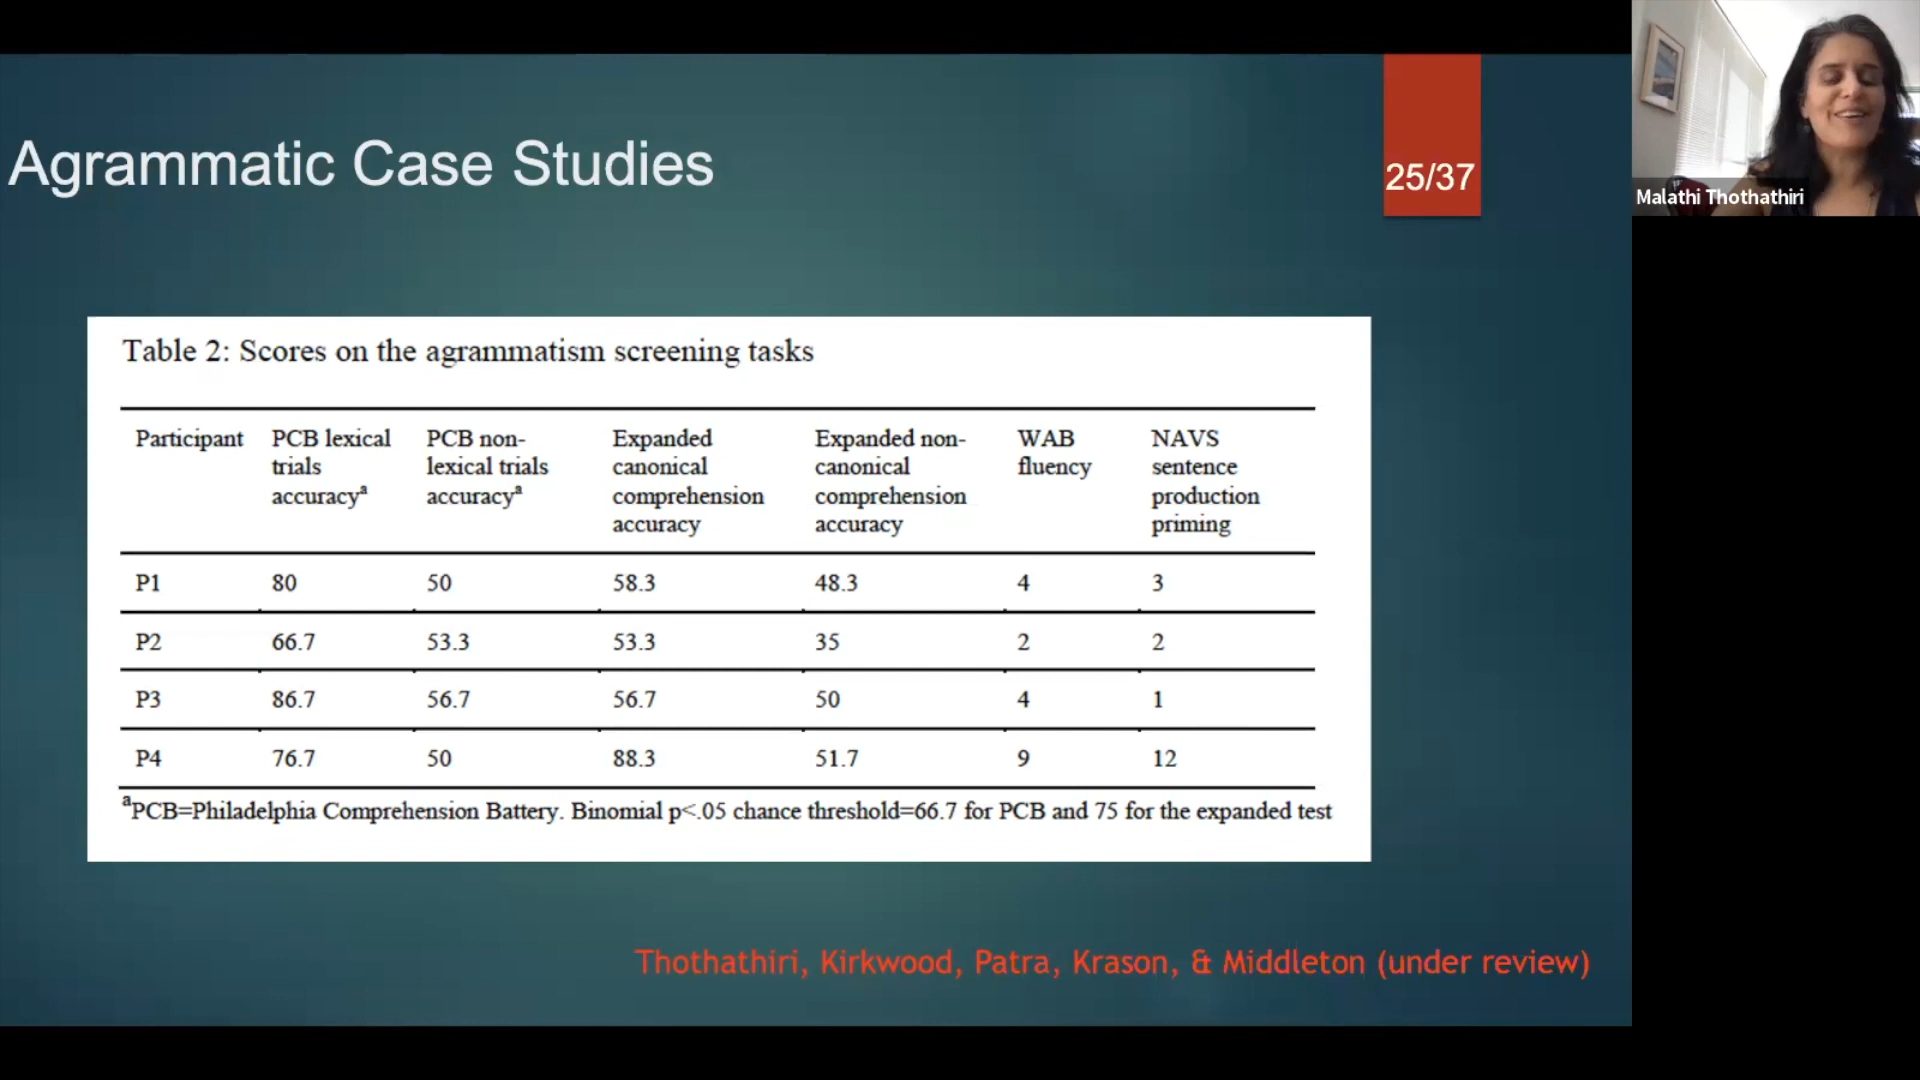 Agrammatic Case Studies
25/37
Malathi Thothathiri
Table 2: Scores on the agrammatism screening tasks
Participant PCB lexical trials accuracyª PCB non-lexical trials accuracyª Expanded canonical comprehension accuracy Expanded non-canonical comprehension accuracy WAB fluency NAVS sentence production priming
P1 80 50 58.3 48.3 4 3
P2 66.7 53.3 53.3 35 2 2
P3 86.7 56.7 56.7 50 4 1
P4 76.7 50 88.3 51.7 9 12
ªPCB=Philadelphia Comprehension Battery. Binomial p<.05 chance threshold=66.7 for PCB and 75 for the expanded test
Thothathiri, Kirkwood, Patra, Krason, & Middleton (under review)